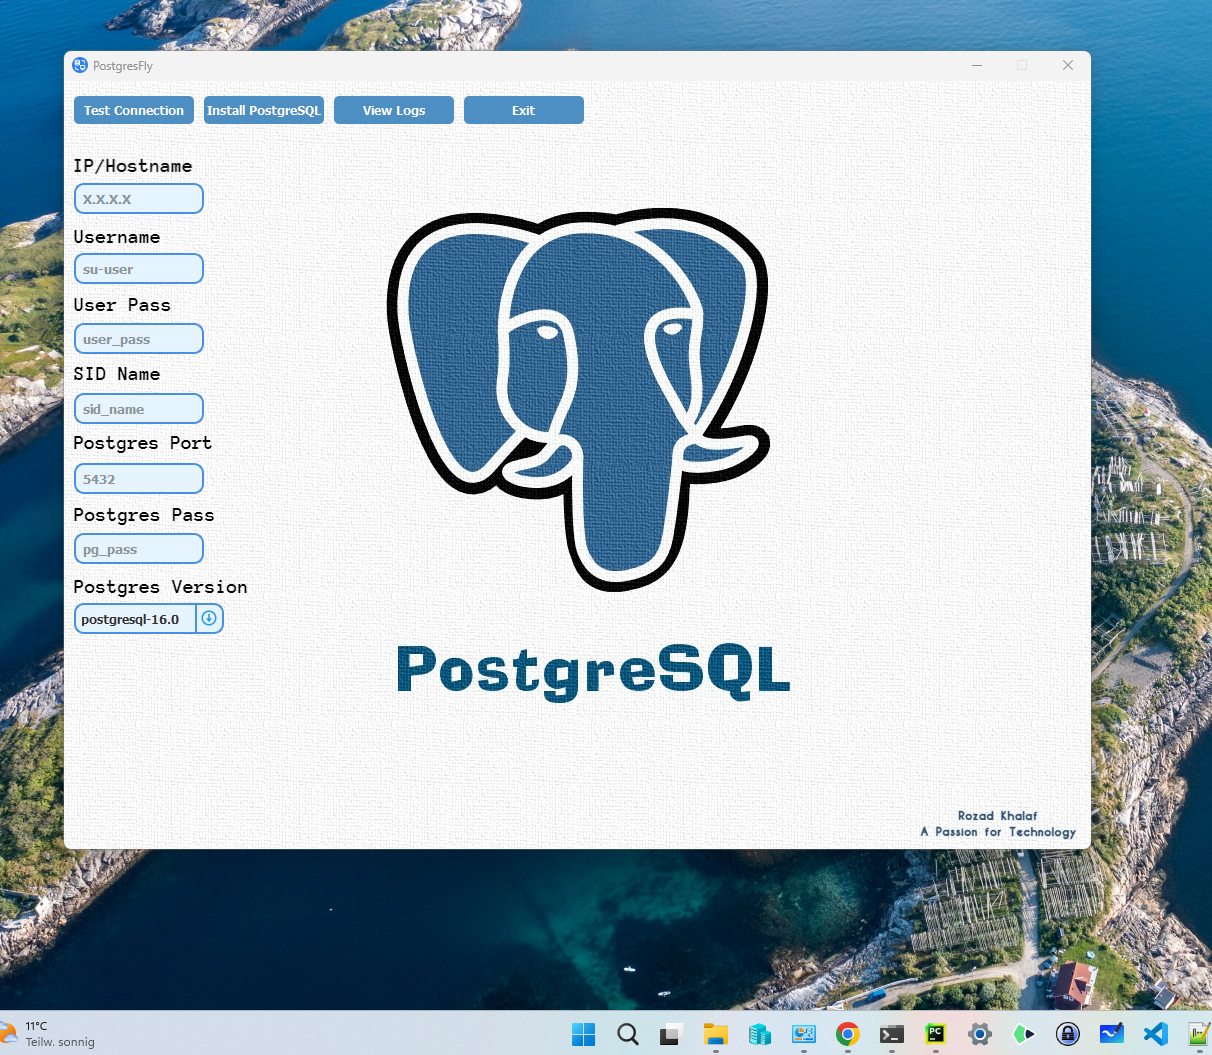 PostgresFly
Test Connection
Install PostgreSQL
View Logs
Exit
IP/Hostname
X.X.X.X
Username
su-user
User Pass
user_pass
SID Name
sid_name
Postgres Port
5432
Postgres Pass
pg_pass
Postgres Version
postgresql-16.0
PostgreSQL
Rozad Khalaf
A Passion for Technology
11°C
Teilw. sonnig
PC